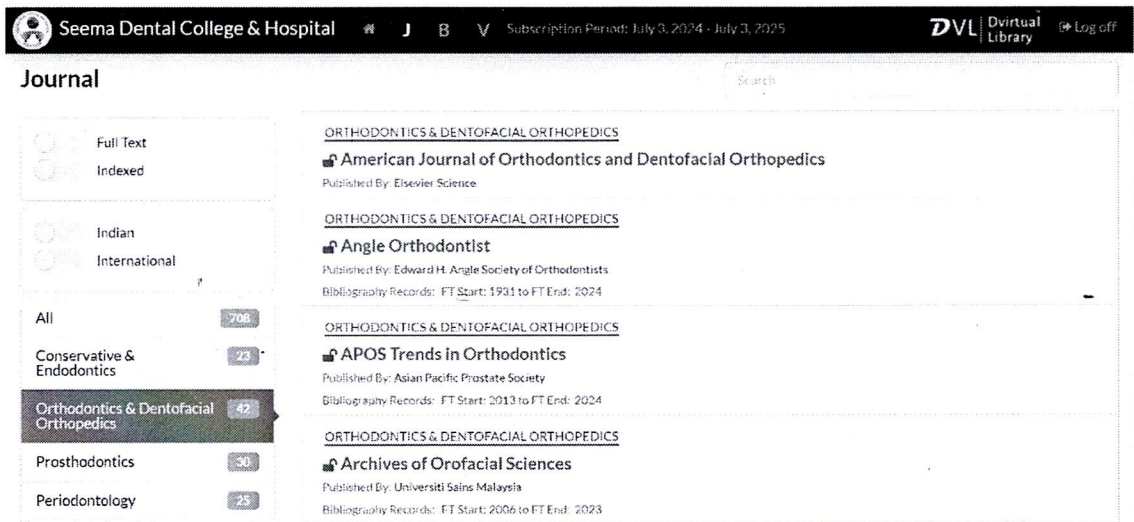 Seema Dental College & Hospital J B V Subscription Period: July 3, 2024 - July 3, 2025 DVL Dvirtual Library Log off
Journal
Search
Full Text
Indexed
Indian
International
All 708
Conservative & Endodontics 23
Orthodontics & Dentofacial Orthopedics 42
Prosthodontics 30
Periodontology 25
ORTHODONTICS & DENTOFACIAL ORTHOPEDICS
American Journal of Orthodontics and Dentofacial Orthopedics
Published By: Elsevier Science
ORTHODONTICS & DENTOFACIAL ORTHOPEDICS
Angle Orthodontist
Published By: Edward H. Angle Society of Orthodontists
Bibliography Records: FT Start: 1931 to FT End: 2024
ORTHODONTICS & DENTOFACIAL ORTHOPEDICS
APOS Trends in Orthodontics
Published By: Asian Pacific Prostate Society
Bibliography Records: FT Start: 2013 to FT End: 2024
ORTHODONTICS & DENTOFACIAL ORTHOPEDICS
Archives of Orofacial Sciences
Published By: Universiti Sains Malaysia
Bibliography Records: FT Start: 2006 to FT End: 2023